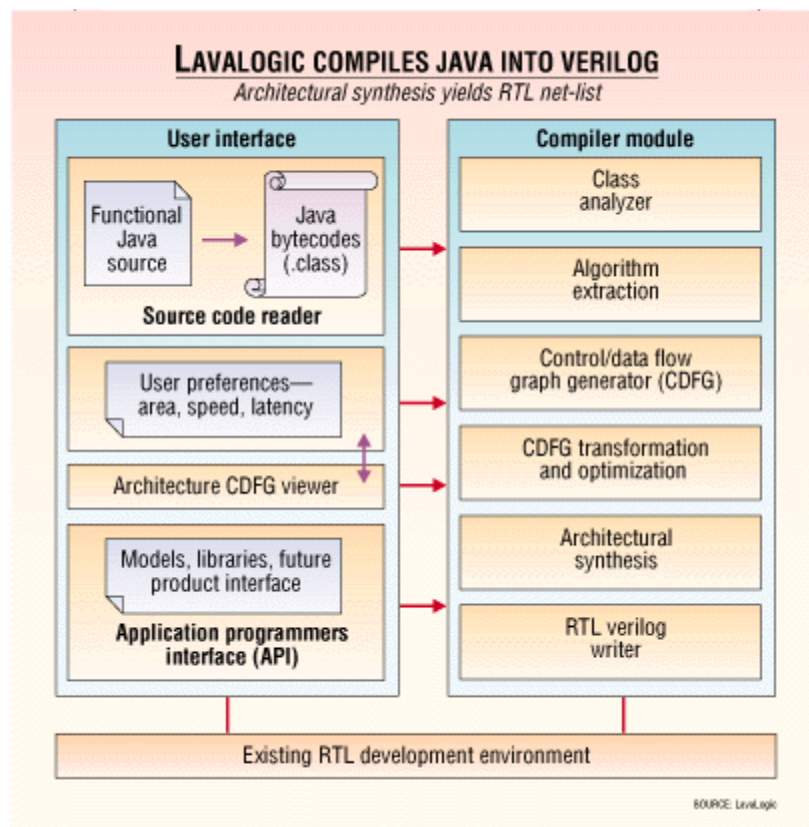 LAVALOGIC COMPILES JAVA INTO VERILOG
Architectural synthesis yields RTL net-list
User interface
Functional
Java
source
Java
bytecodes
(.class)
Source code reader
User preferences—
area, speed, latency
Architecture CDFG viewer
Models, libraries, future
product interface
Application programmers
interface (API)
Compiler module
Class
analyzer
Algorithm
extraction
Control/data flow
graph generator (CDFG)
CDFG transformation
and optimization
Architectural
synthesis
RTL verilog
writer
Existing RTL development environment
SOURCE: LavaLogic